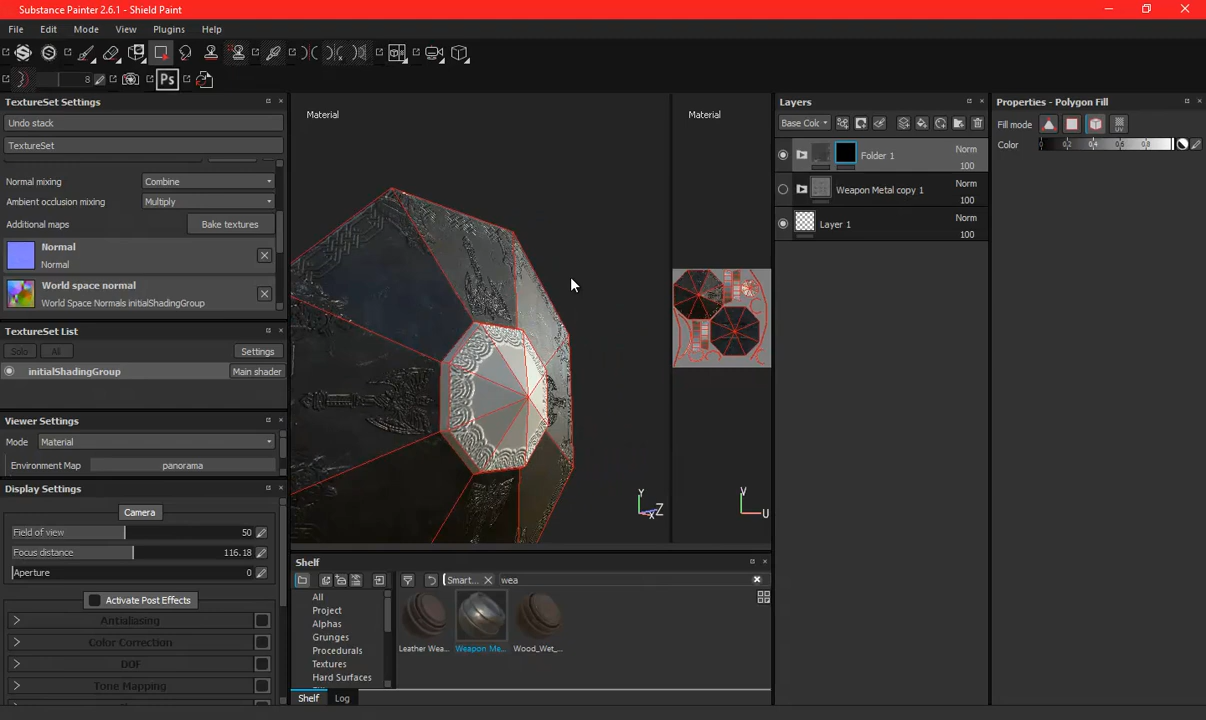 Substance Painter 2.6.1 - Shield Paint
File Edit Mode View Plugins Help
8
Ps
TextureSet Settings
Undo stack
TextureSet
Normal mixing Combine
Ambient occlusion mixing Multiply
Additional maps Bake textures
Normal
Normal
World space normal
World Space Normals initialShadingGroup
TextureSet List
Solo All Settings
initialShadingGroup Main shader
Viewer Settings
Mode Material
Environment Map panorama
Display Settings
Camera
Field of view 50
Focus distance 116.18
Aperture 0
Activate Post Effects
Antialiasing
Color Correction
DOF
Tone Mapping
Material
Y
Z
X
Material
V
U
Shelf
Smart... wea
All
Project
Alphas
Grunges
Procedurals
Textures
Hard Surfaces
Leather Wea... Weapon Me... Wood_Wet_...
Shelf Log
Layers
Base Colo
Folder 1 Norm
100
Weapon Metal copy 1 Norm
100
Layer 1 Norm
100
Properties - Polygon Fill
Fill mode UV
Color 0.2 0.4 0.6 0.8